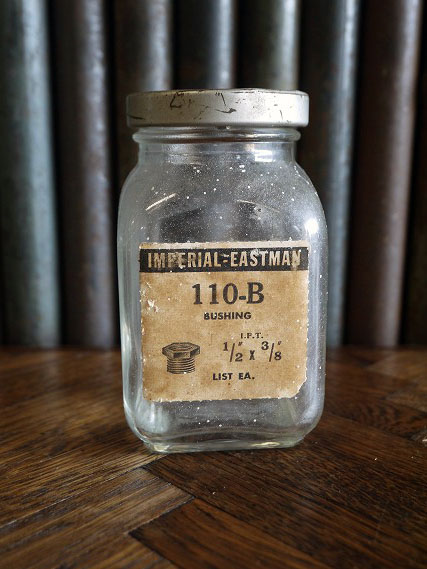 IMPERIAL-EASTMAN
110-B
BUSHING
I.P.T.
1/2" X 3/8"
LIST EA.